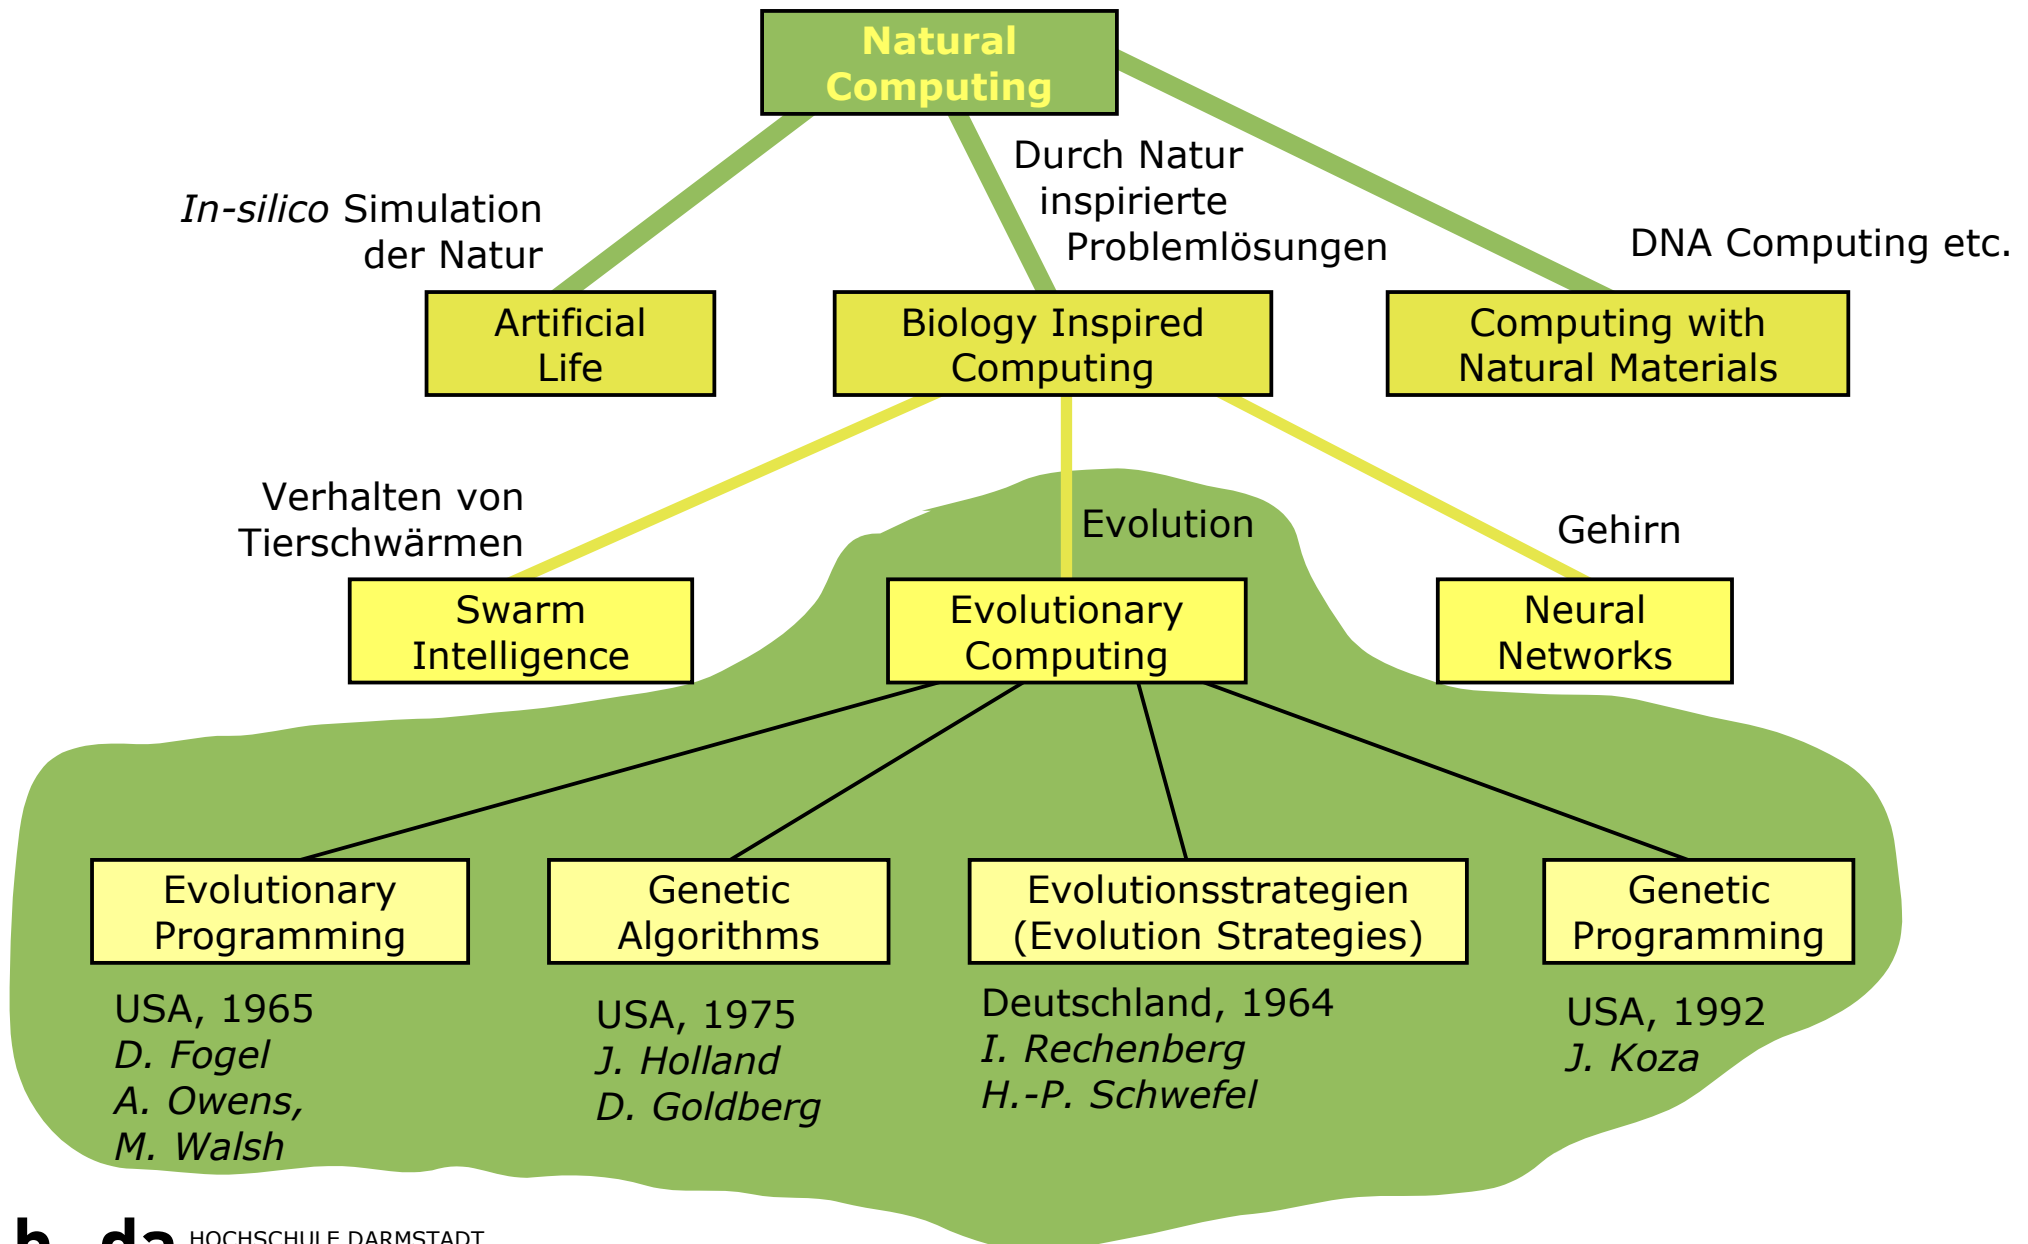 Natural
Computing
Durch Natur
inspirierte
Problemlösungen
In-silico Simulation
der Natur
DNA Computing etc.
Artificial
Life
Biology Inspired
Computing
Computing with
Natural Materials
Verhalten von
Tierschwärmen
Evolution
Gehirn
Swarm
Intelligence
Evolutionary
Computing
Neural
Networks
Evolutionary
Programming
Genetic
Algorithms
Evolutionsstrategien
(Evolution Strategies)
Genetic
Programming
USA, 1965
D. Fogel
A. Owens,
M. Walsh
USA, 1975
J. Holland
D. Goldberg
Deutschland, 1964
I. Rechenberg
H.-P. Schwefel
USA, 1992
J. Koza
h da HOCHSCHULE DARMSTADT